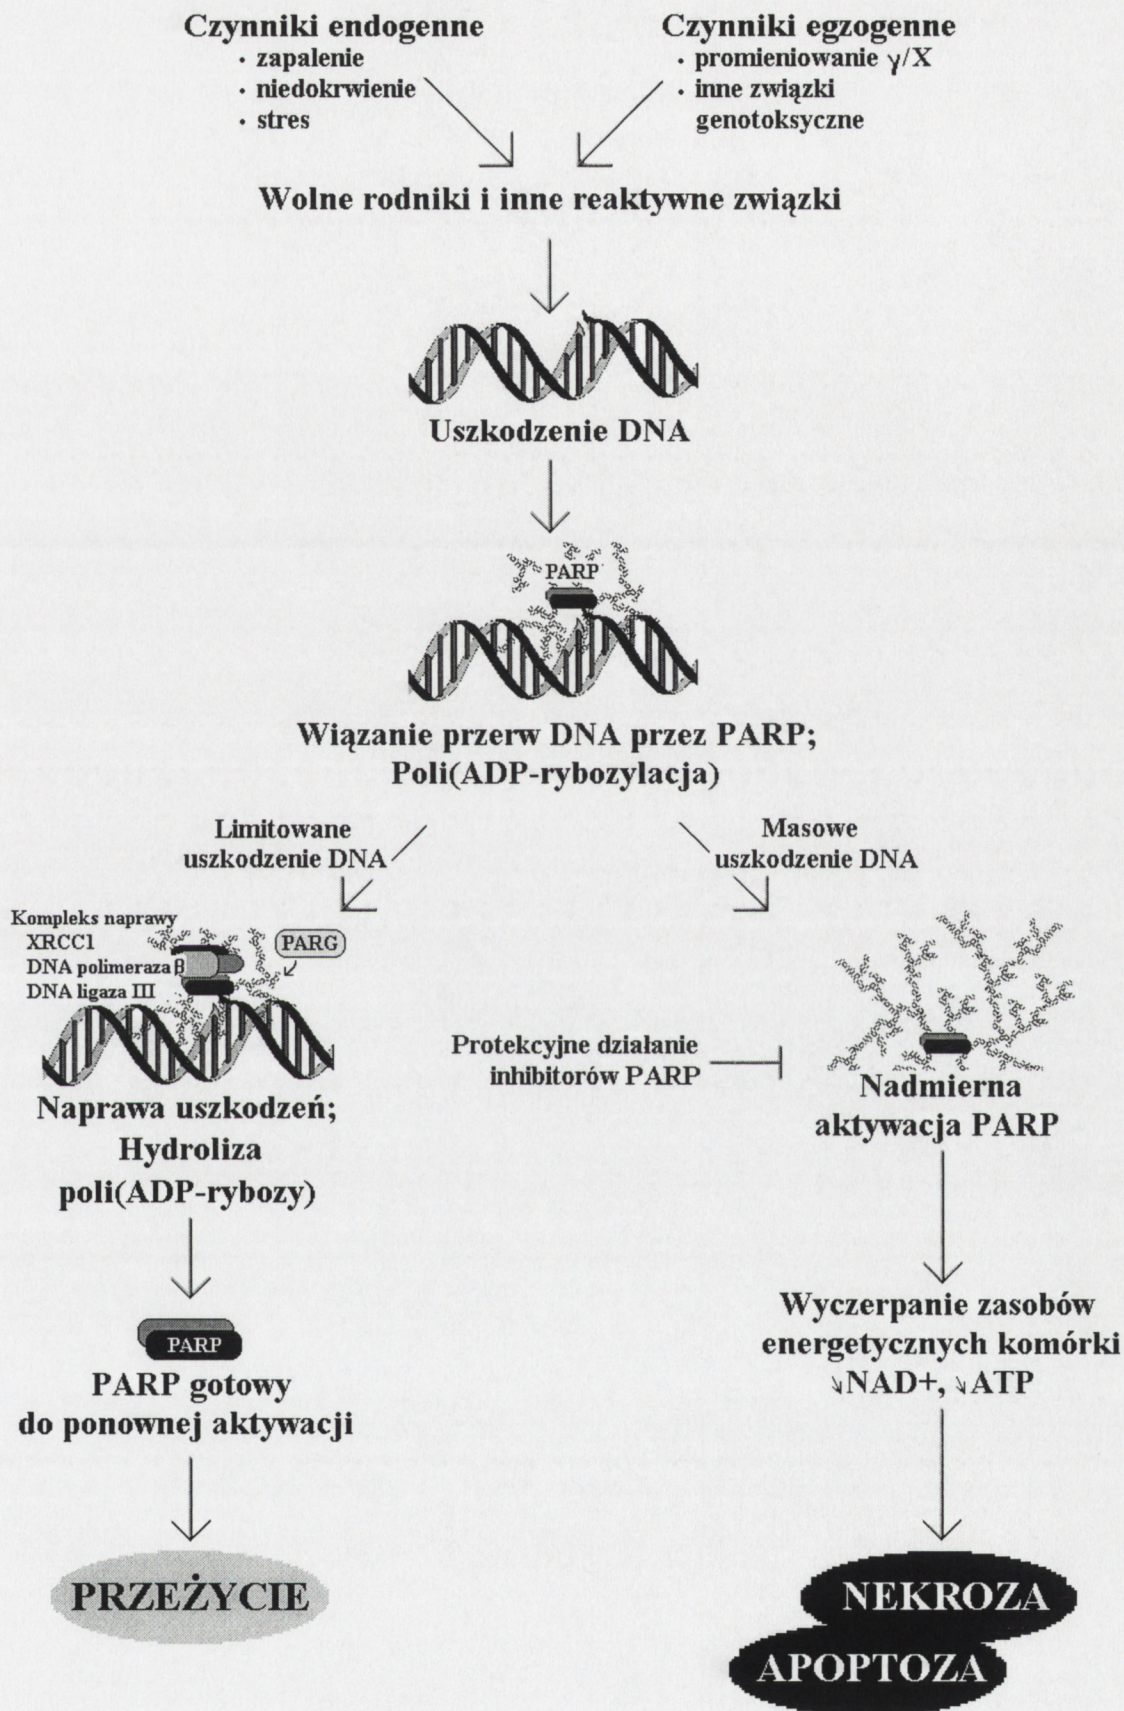 Czynniki endogenne
· zapalenie
· niedokrwienie
· stres
Czynniki egzogenne
· promieniowanie γ/X
· inne związki
genotoksyczne
Wolne rodniki i inne reaktywne związki
Uszkodzenie DNA
PARP
Wiązanie przerw DNA przez PARP;
Poli(ADP-rybozylacja)
Limitowane
uszkodzenie DNA
Masowe
uszkodzenie DNA
Kompleks naprawy
XRCC1
DNA polimeraza β
DNA ligaza III
PARG
Naprawa uszkodzeń;
Hydroliza
poli(ADP-rybozy)
Protekcyjne działanie
inhibitorów PARP
Nadmierna
aktywacja PARP
PARP
PARP gotowy
do ponownej aktywacji
Wyczerpanie zasobów
energetycznych komórki
↘NAD+, ↘ATP
PRZEŻYCIE
NEKROZA
APOPTOZA